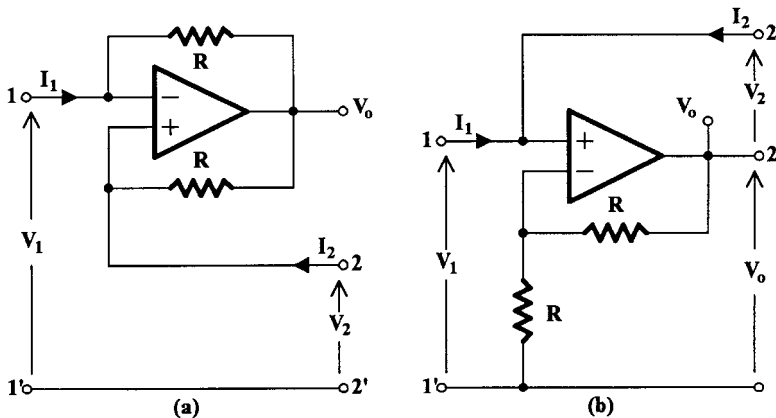 R
1
I₁
−
+
Vₒ
R
V₁
I₂
2
V₂
1'
2'
(a)
I₂
2
V₂
Vₒ
1
I₁
+
−
2
R
V₁
R
Vₒ
1'
(b)